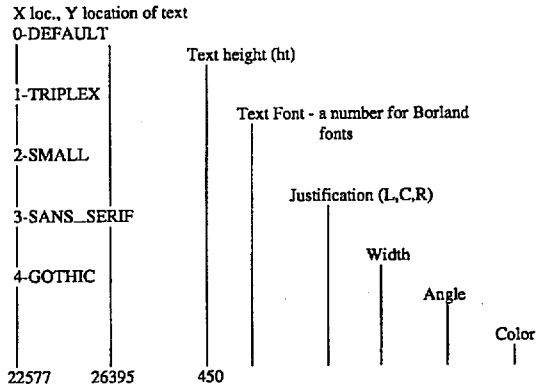 X loc., Y location of text
0-DEFAULT
Text height (ht)
1-TRIPLEX
Text Font - a number for Borland
fonts
2-SMALL
Justification (L,C,R)
3-SANS_SERIF
Width
4-GOTHIC
Angle
Color
22577 26395 450